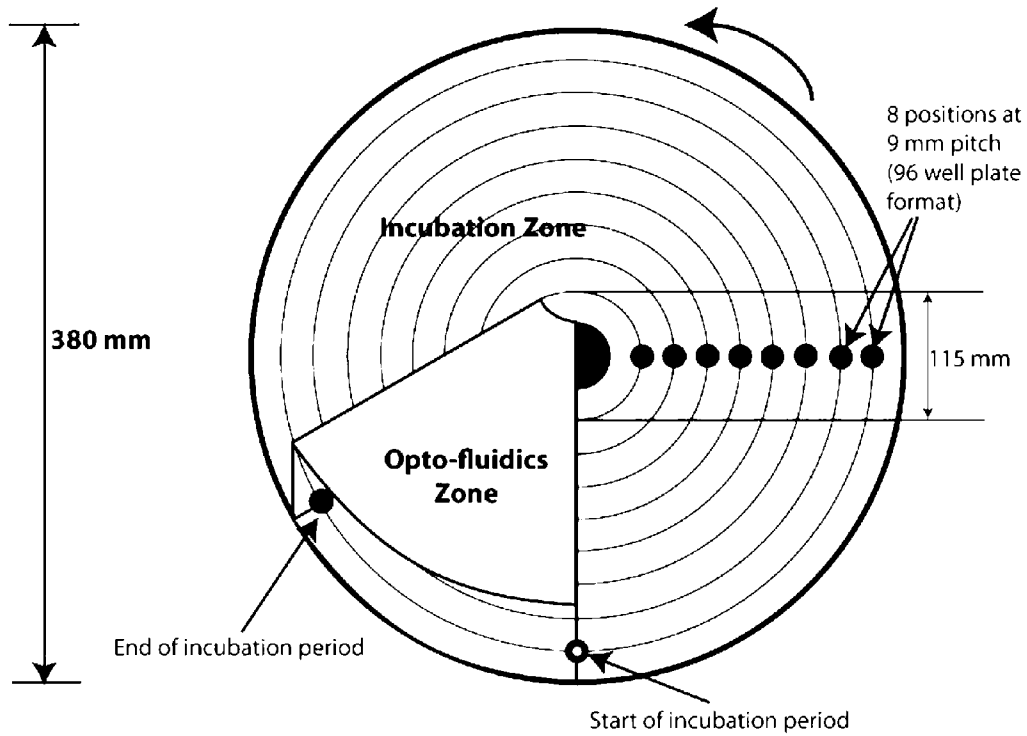 8 positions at
9 mm pitch
(96 well plate
format)
Incubation Zone
380 mm
115 mm
Opto-fluidics
Zone
End of incubation period
Start of incubation period